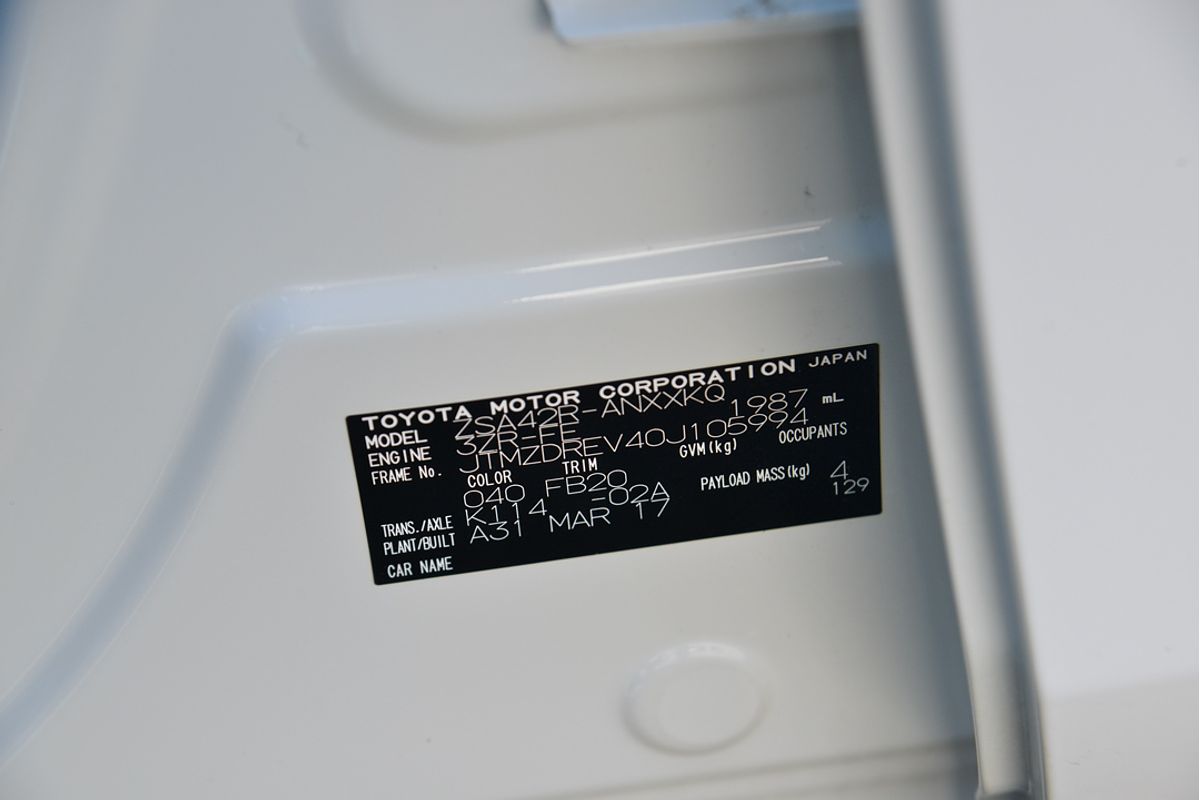 TOYOTA MOTOR CORPORATION JAPAN
MODEL ZSA42R-ANXXKQ
ENGINE 3ZR-FE 1987 mL
FRAME No. JTMZDREV40J105994
COLOR TRIM GVM(kg) OCCUPANTS
040 FB20 4
TRANS./AXLE K114 -02A PAYLOAD MASS(kg) 129
PLANT/BUILT A31 MAR 17
CAR NAME